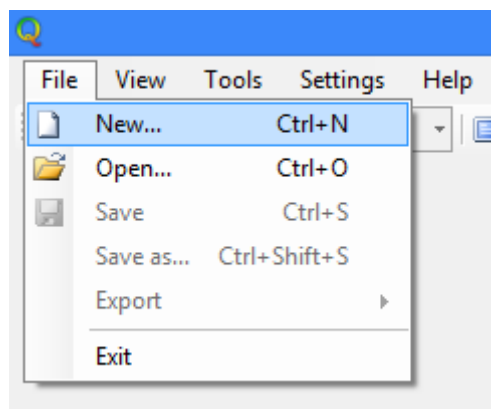 File View Tools Settings Help
New... Ctrl+N
Open... Ctrl+O
Save Ctrl+S
Save as... Ctrl+Shift+S
Export
Exit